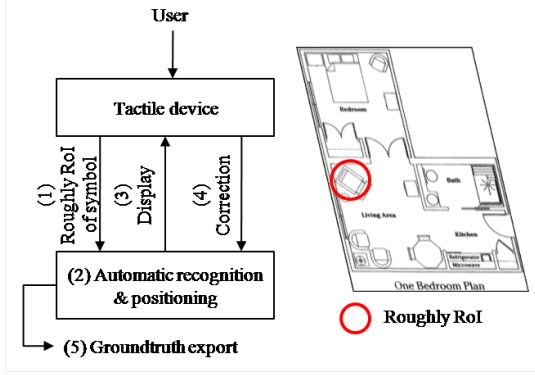 User
Tactile device
(1)
Roughly RoI
of symbol
(3)
Display
(4)
Correction
(2) Automatic recognition
& positioning
(5) Groundtruth export
Bedroom
Bath
Living Area
Kitchen
Refrigerator
Microwave
One Bedroom Plan
Roughly RoI